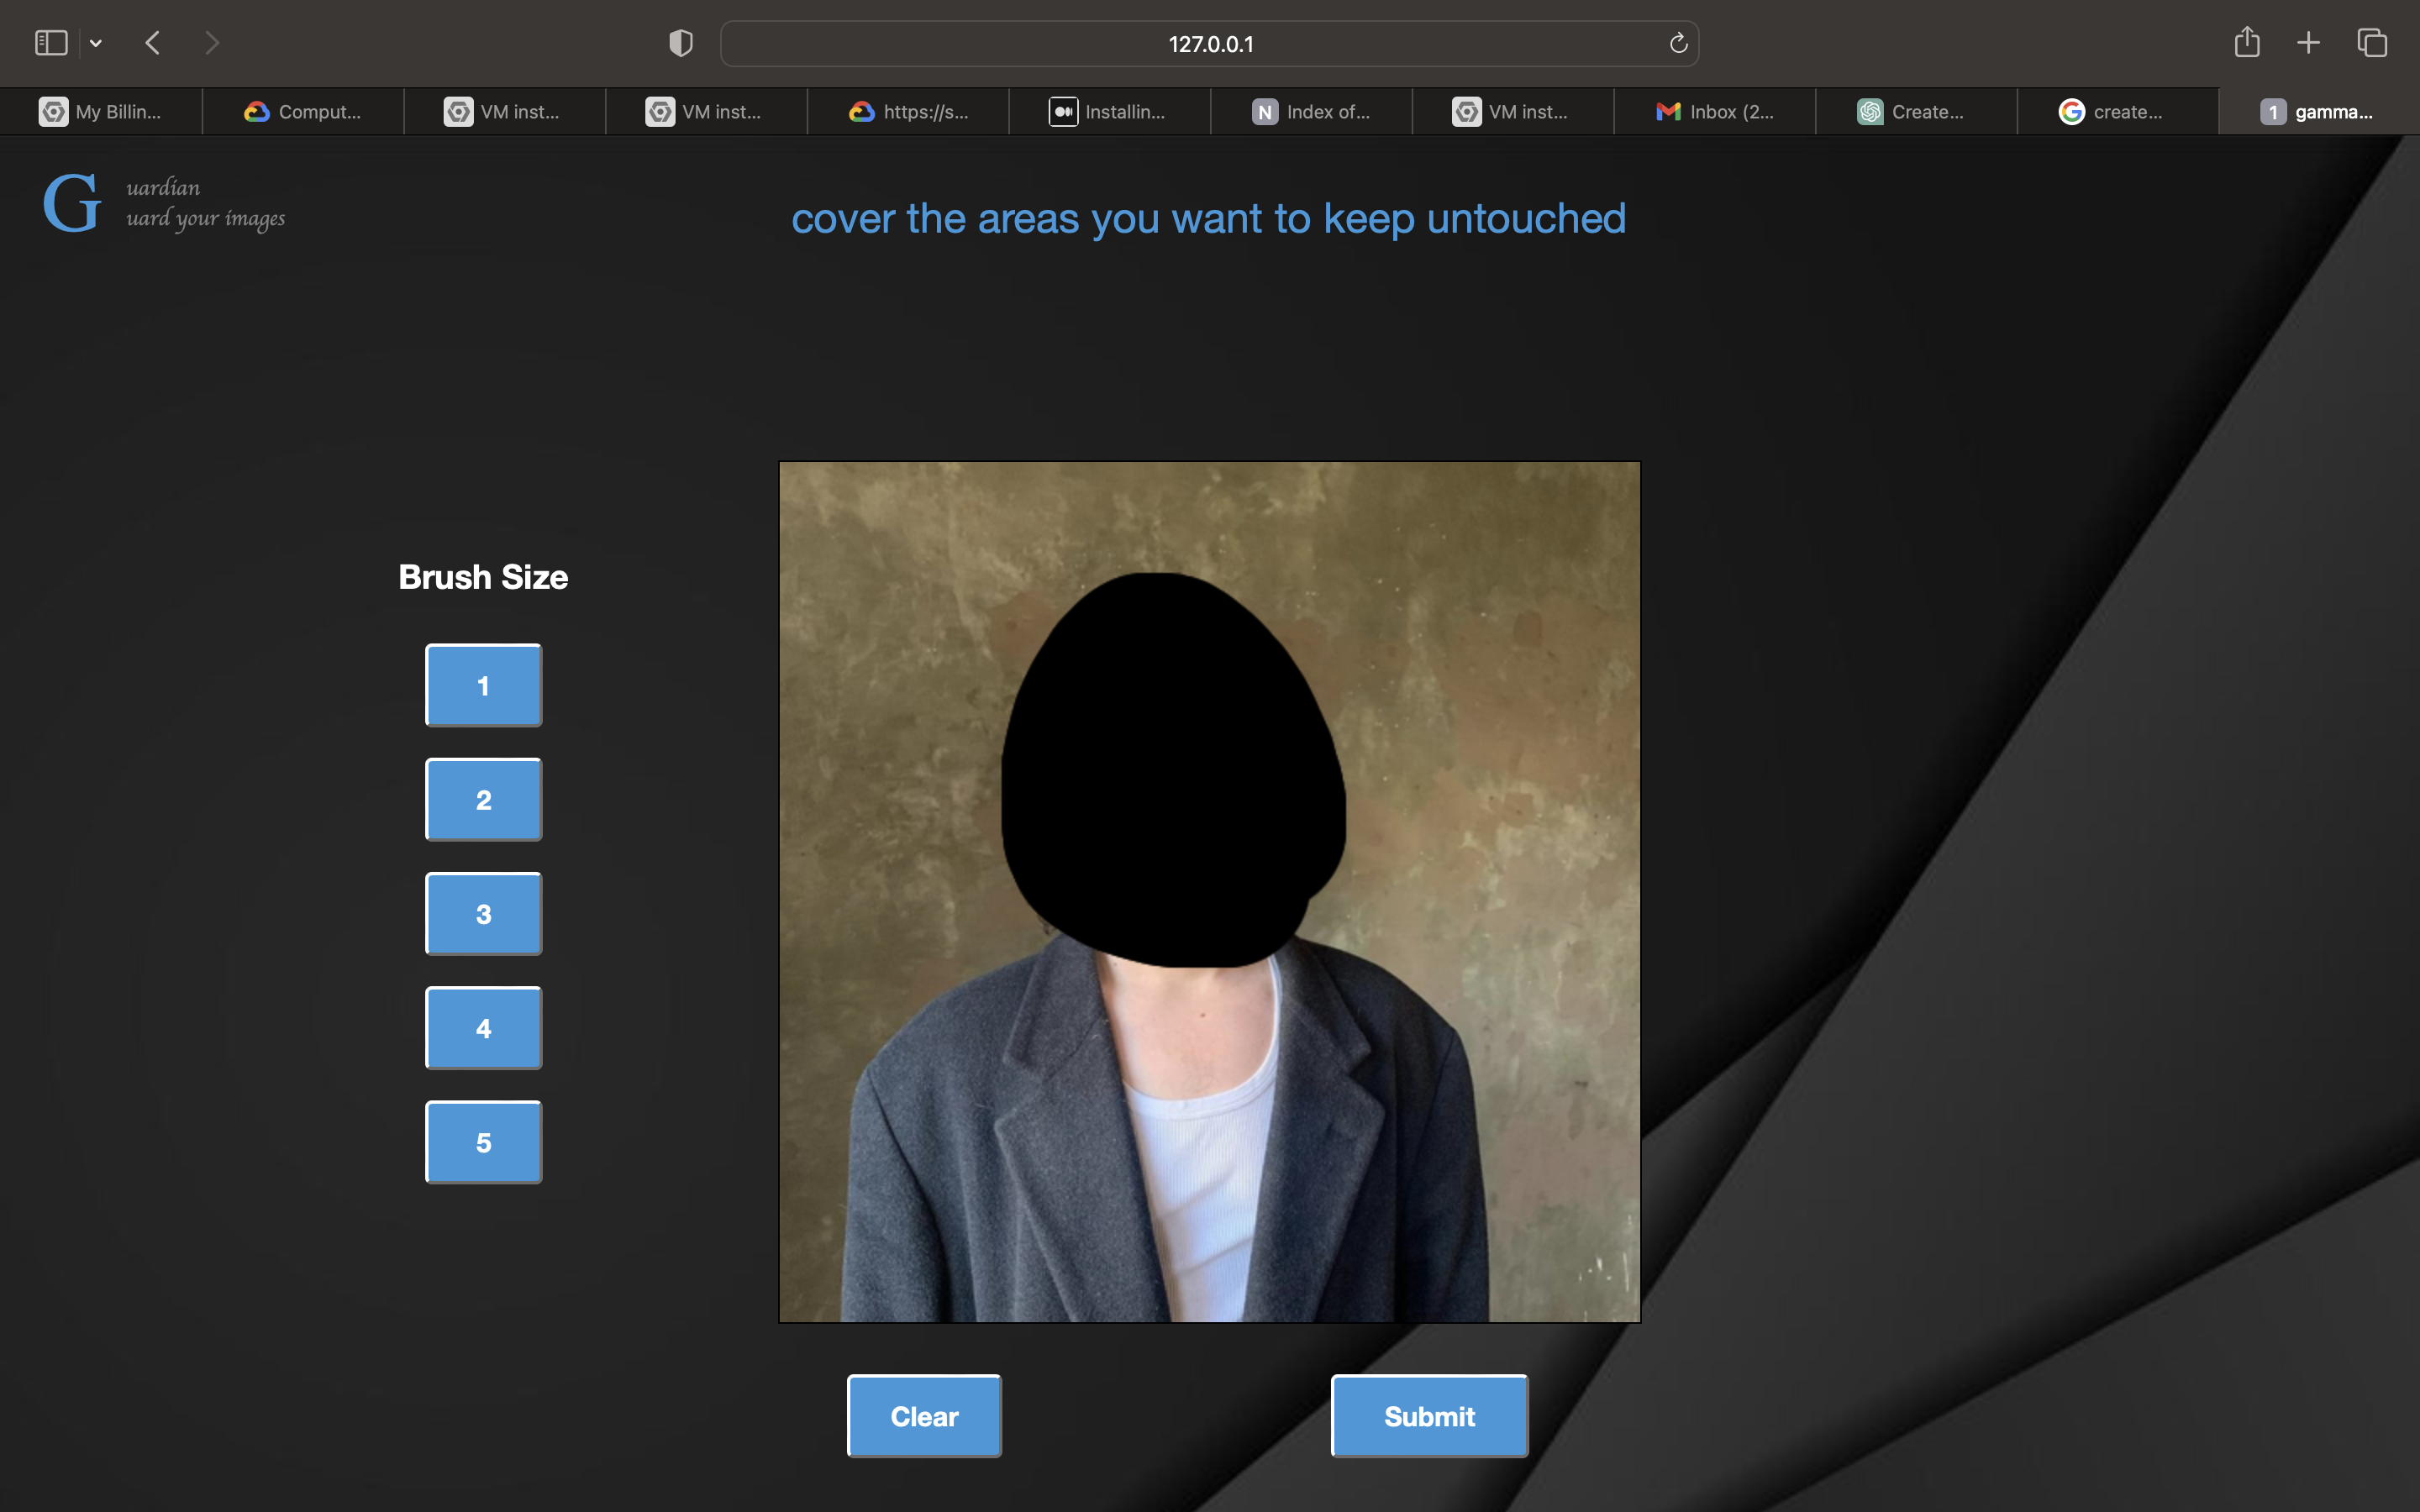 127.0.0.1
My Billin...
Comput...
VM inst...
VM inst...
https://s...
Installin...
N Index of...
VM inst...
Inbox (2...
Create...
create...
1 gamma...
G uardian
uard your images
cover the areas you want to keep untouched
Brush Size
1
2
3
4
5
Clear
Submit